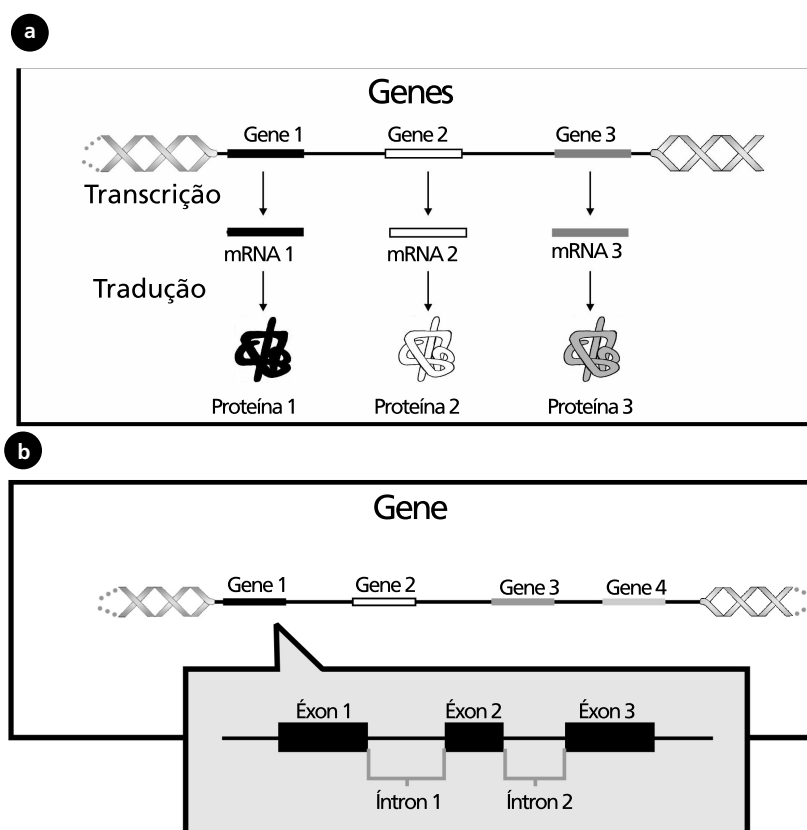 a
Genes
Gene 1 Gene 2 Gene 3
Transcrição
mRNA 1 mRNA 2 mRNA 3
Tradução
Proteína 1 Proteína 2 Proteína 3
b
Gene
Gene 1 Gene 2 Gene 3 Gene 4
Éxon 1 Éxon 2 Éxon 3
Íntron 1 Íntron 2